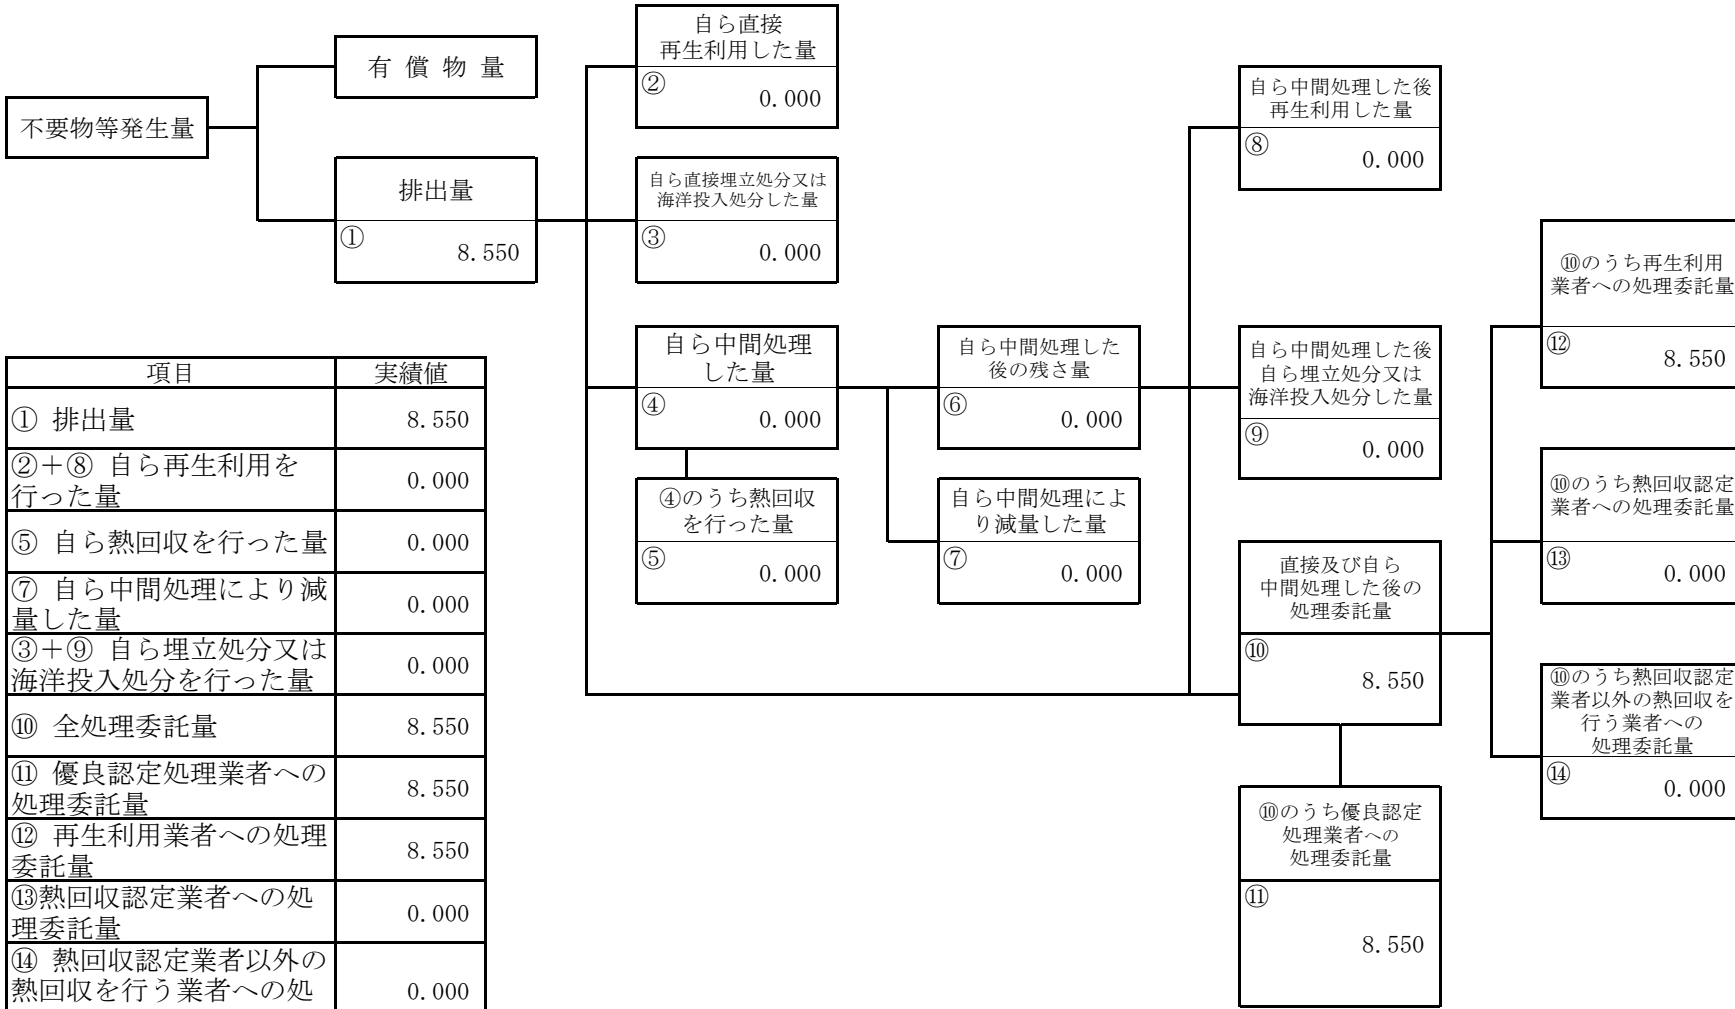 不要物等発生量
有 償 物 量
排出量
①
8.550
自ら直接
再生利用した量
②
0.000
自ら直接埋立処分又は
海洋投入処分した量
③
0.000
自ら中間処理
した量
④
0.000
④のうち熱回収
を行った量
⑤
0.000
自ら中間処理した
後の残さ量
⑥
0.000
自ら中間処理によ
り減量した量
⑦
0.000
自ら中間処理した後
再生利用した量
⑧
0.000
自ら中間処理した後
自ら埋立処分又は
海洋投入処分した量
⑨
0.000
直接及び自ら
中間処理した後の
処理委託量
⑩
8.550
⑩のうち優良認定
処理業者への
処理委託量
⑪
8.550
⑩のうち再生利用
業者への処理委託量
⑫
8.550
⑩のうち熱回収認定
業者への処理委託量
⑬
0.000
⑩のうち熱回収認定
業者以外の熱回収を
行う業者への
処理委託量
⑭
0.000
項目 実績値
① 排出量 8.550
②＋⑧ 自ら再生利用を
行った量 0.000
⑤ 自ら熱回収を行った量 0.000
⑦ 自ら中間処理により減
量した量 0.000
③＋⑨ 自ら埋立処分又は
海洋投入処分を行った量 0.000
⑩ 全処理委託量 8.550
⑪ 優良認定処理業者への
処理委託量 8.550
⑫ 再生利用業者への処理
委託量 8.550
⑬熱回収認定業者への処
理委託量 0.000
⑭ 熱回収認定業者以外の
熱回収を行う業者への処 0.000